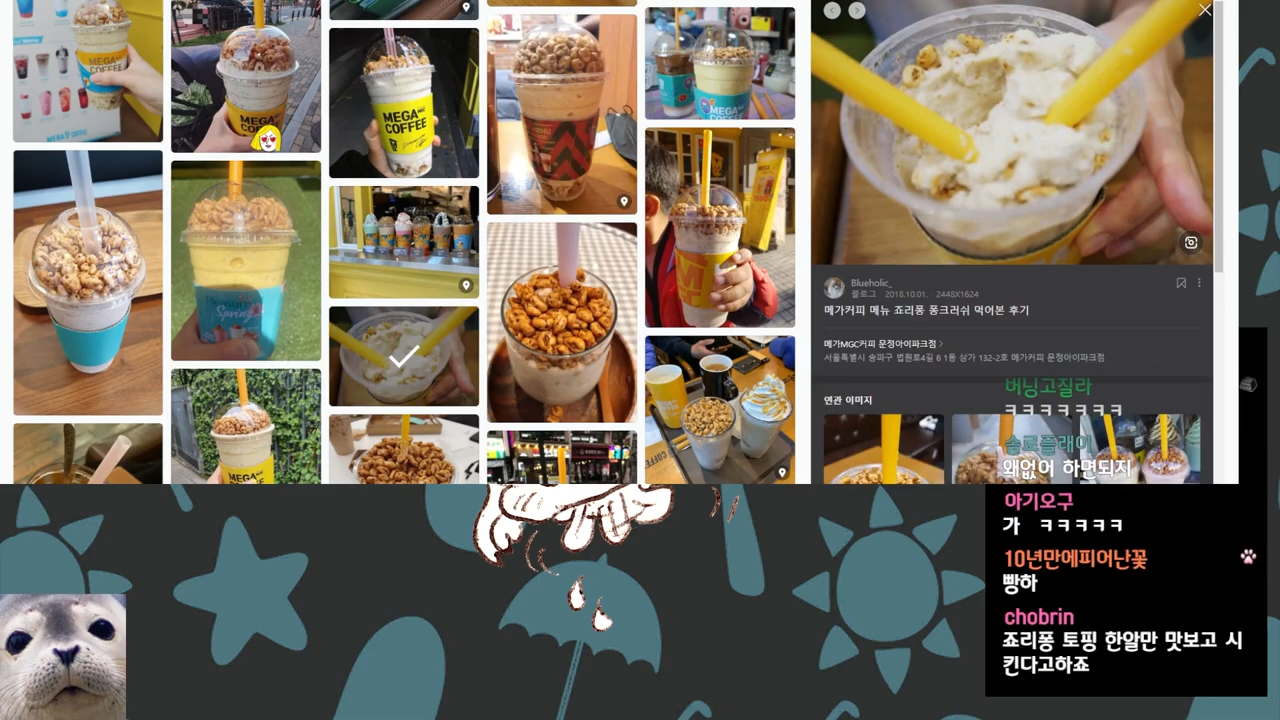 MEGA COFFEE
MEGA COFFEE
MEGA
COFFEE
MEGA
COFFEE
MEGA
Pleasure
Spring
MEGA
Blueholic_
블로그 2018.10.01. 2448X1624
메가커피 메뉴 죠리퐁 퐁크러쉬 먹어본 후기
메가MGC커피 문정아이파크점 >
서울특별시 송파구 법원로4길 6 1동 상가 132-2호 메가커피 문정아이파크점
연관 이미지
버닝고질라
ㅋㅋㅋㅋㅋㅋㅋ
솔로플래이
왜없어 하면되지
아기오구
가 ㅋㅋㅋㅋㅋ
10년만에피어난꽃
빵하
chobrin
죠리퐁 토핑 한알만 맛보고 시
킨다고하죠